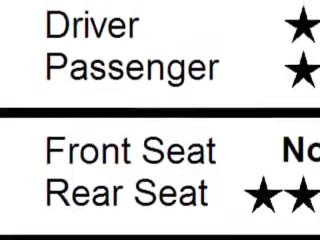 Driver ★
Passenger ★
Front Seat
Rear Seat ★★